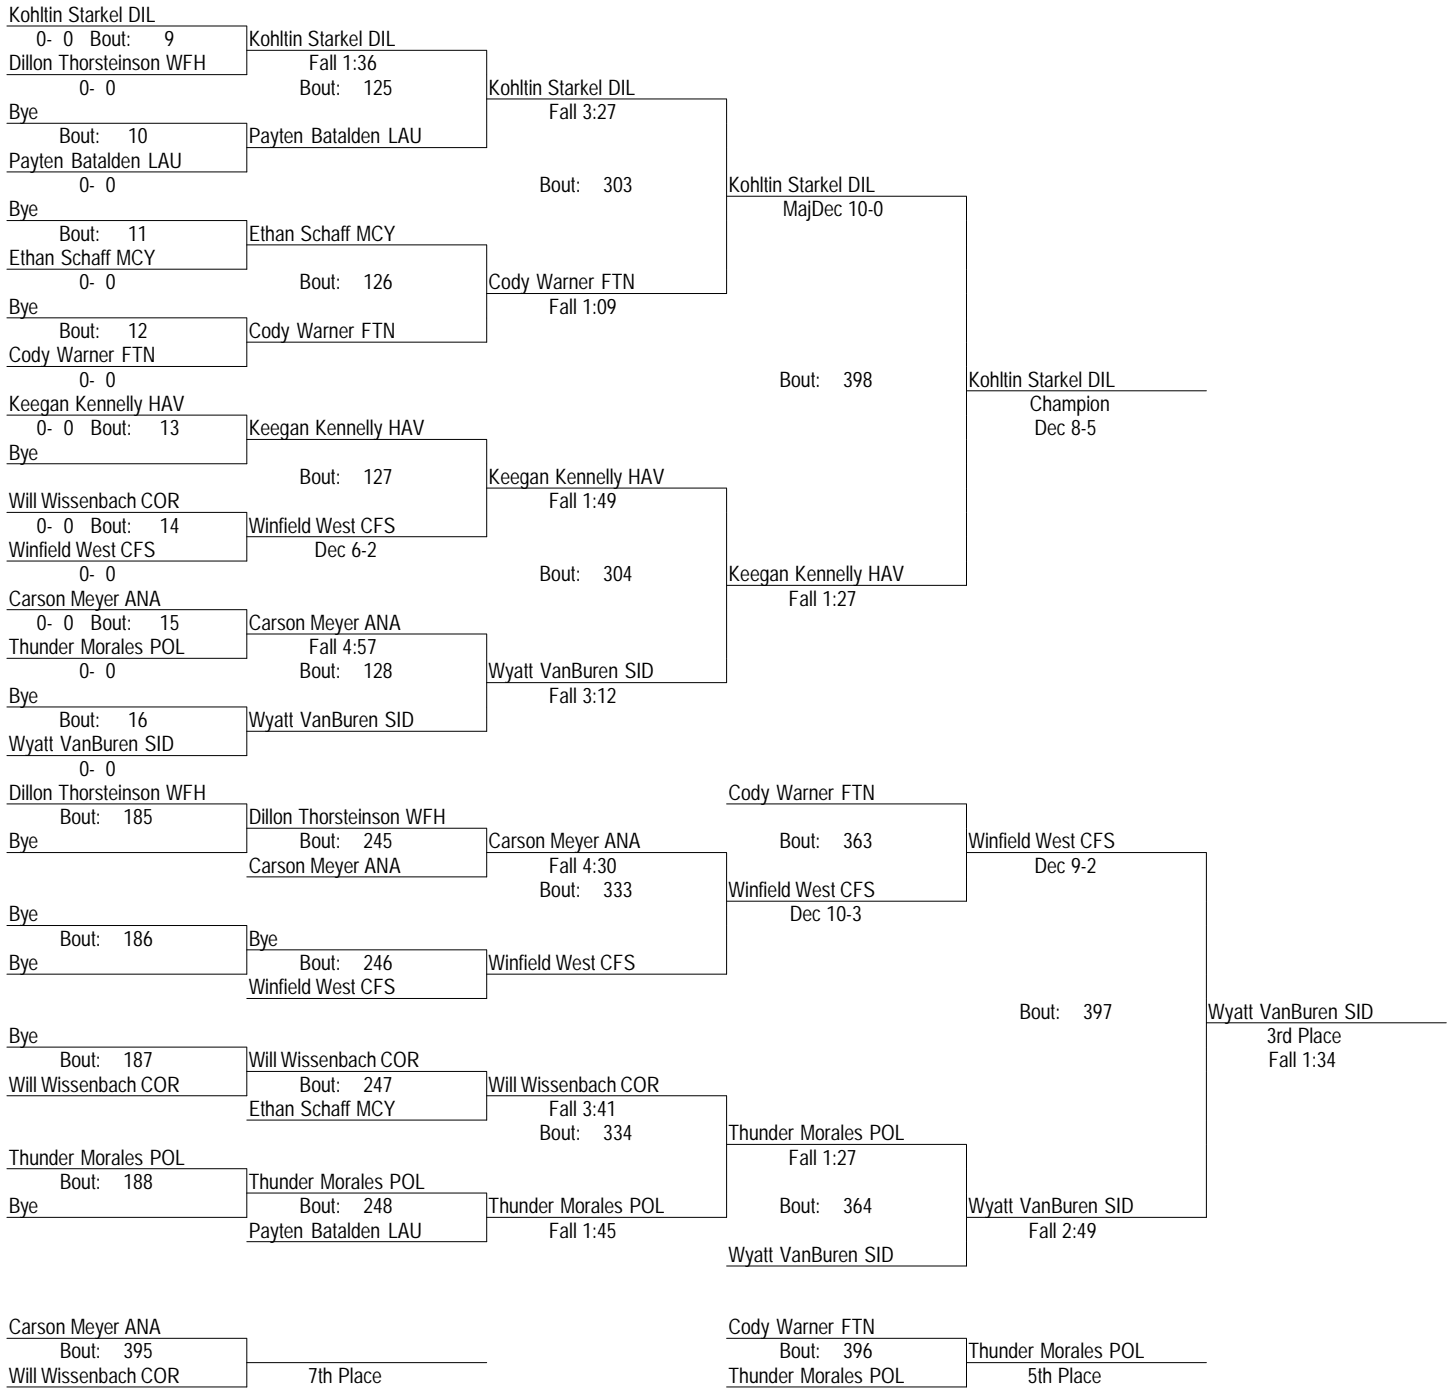 Kohltin Starkel DIL
0- 0 Bout: 9
Kohltin Starkel DIL
Dillon Thorsteinson WFH
Fall 1:36
0- 0
Bout: 125
Kohltin Starkel DIL
Bye
Fall 3:27
Bout: 10
Payten Batalden LAU
Payten Batalden LAU
0- 0
Bout: 303
Kohltin Starkel DIL
Bye
MajDec 10-0
Bout: 11
Ethan Schaff MCY
Ethan Schaff MCY
0- 0
Bout: 126
Cody Warner FTN
Bye
Fall 1:09
Bout: 12
Cody Warner FTN
Cody Warner FTN
0- 0
Bout: 398
Kohltin Starkel DIL
Keegan Kennelly HAV
Champion
0- 0 Bout: 13
Keegan Kennelly HAV
Dec 8-5
Bye
Bout: 127
Keegan Kennelly HAV
Will Wissenbach COR
Fall 1:49
0- 0 Bout: 14
Winfield West CFS
Winfield West CFS
Dec 6-2
0- 0
Bout: 304
Keegan Kennelly HAV
Carson Meyer ANA
Fall 1:27
0- 0 Bout: 15
Carson Meyer ANA
Thunder Morales POL
Fall 4:57
0- 0
Bout: 128
Wyatt VanBuren SID
Bye
Fall 3:12
Bout: 16
Wyatt VanBuren SID
Wyatt VanBuren SID
0- 0
Dillon Thorsteinson WFH
Cody Warner FTN
Bout: 185
Dillon Thorsteinson WFH
Bye
Bout: 245
Carson Meyer ANA
Bout: 363
Winfield West CFS
Carson Meyer ANA
Fall 4:30
Dec 9-2
Bout: 333
Winfield West CFS
Bye
Dec 10-3
Bout: 186
Bye
Bye
Bout: 246
Winfield West CFS
Winfield West CFS
Bout: 397
Wyatt VanBuren SID
Bye
3rd Place
Bout: 187
Will Wissenbach COR
Fall 1:34
Will Wissenbach COR
Bout: 247
Will Wissenbach COR
Ethan Schaff MCY
Fall 3:41
Bout: 334
Thunder Morales POL
Thunder Morales POL
Fall 1:27
Bout: 188
Thunder Morales POL
Bye
Bout: 248
Thunder Morales POL
Bout: 364
Wyatt VanBuren SID
Payten Batalden LAU
Fall 1:45
Fall 2:49
Wyatt VanBuren SID
Carson Meyer ANA
Cody Warner FTN
Bout: 395
Bout: 396
Thunder Morales POL
Will Wissenbach COR
7th Place
Thunder Morales POL
5th Place